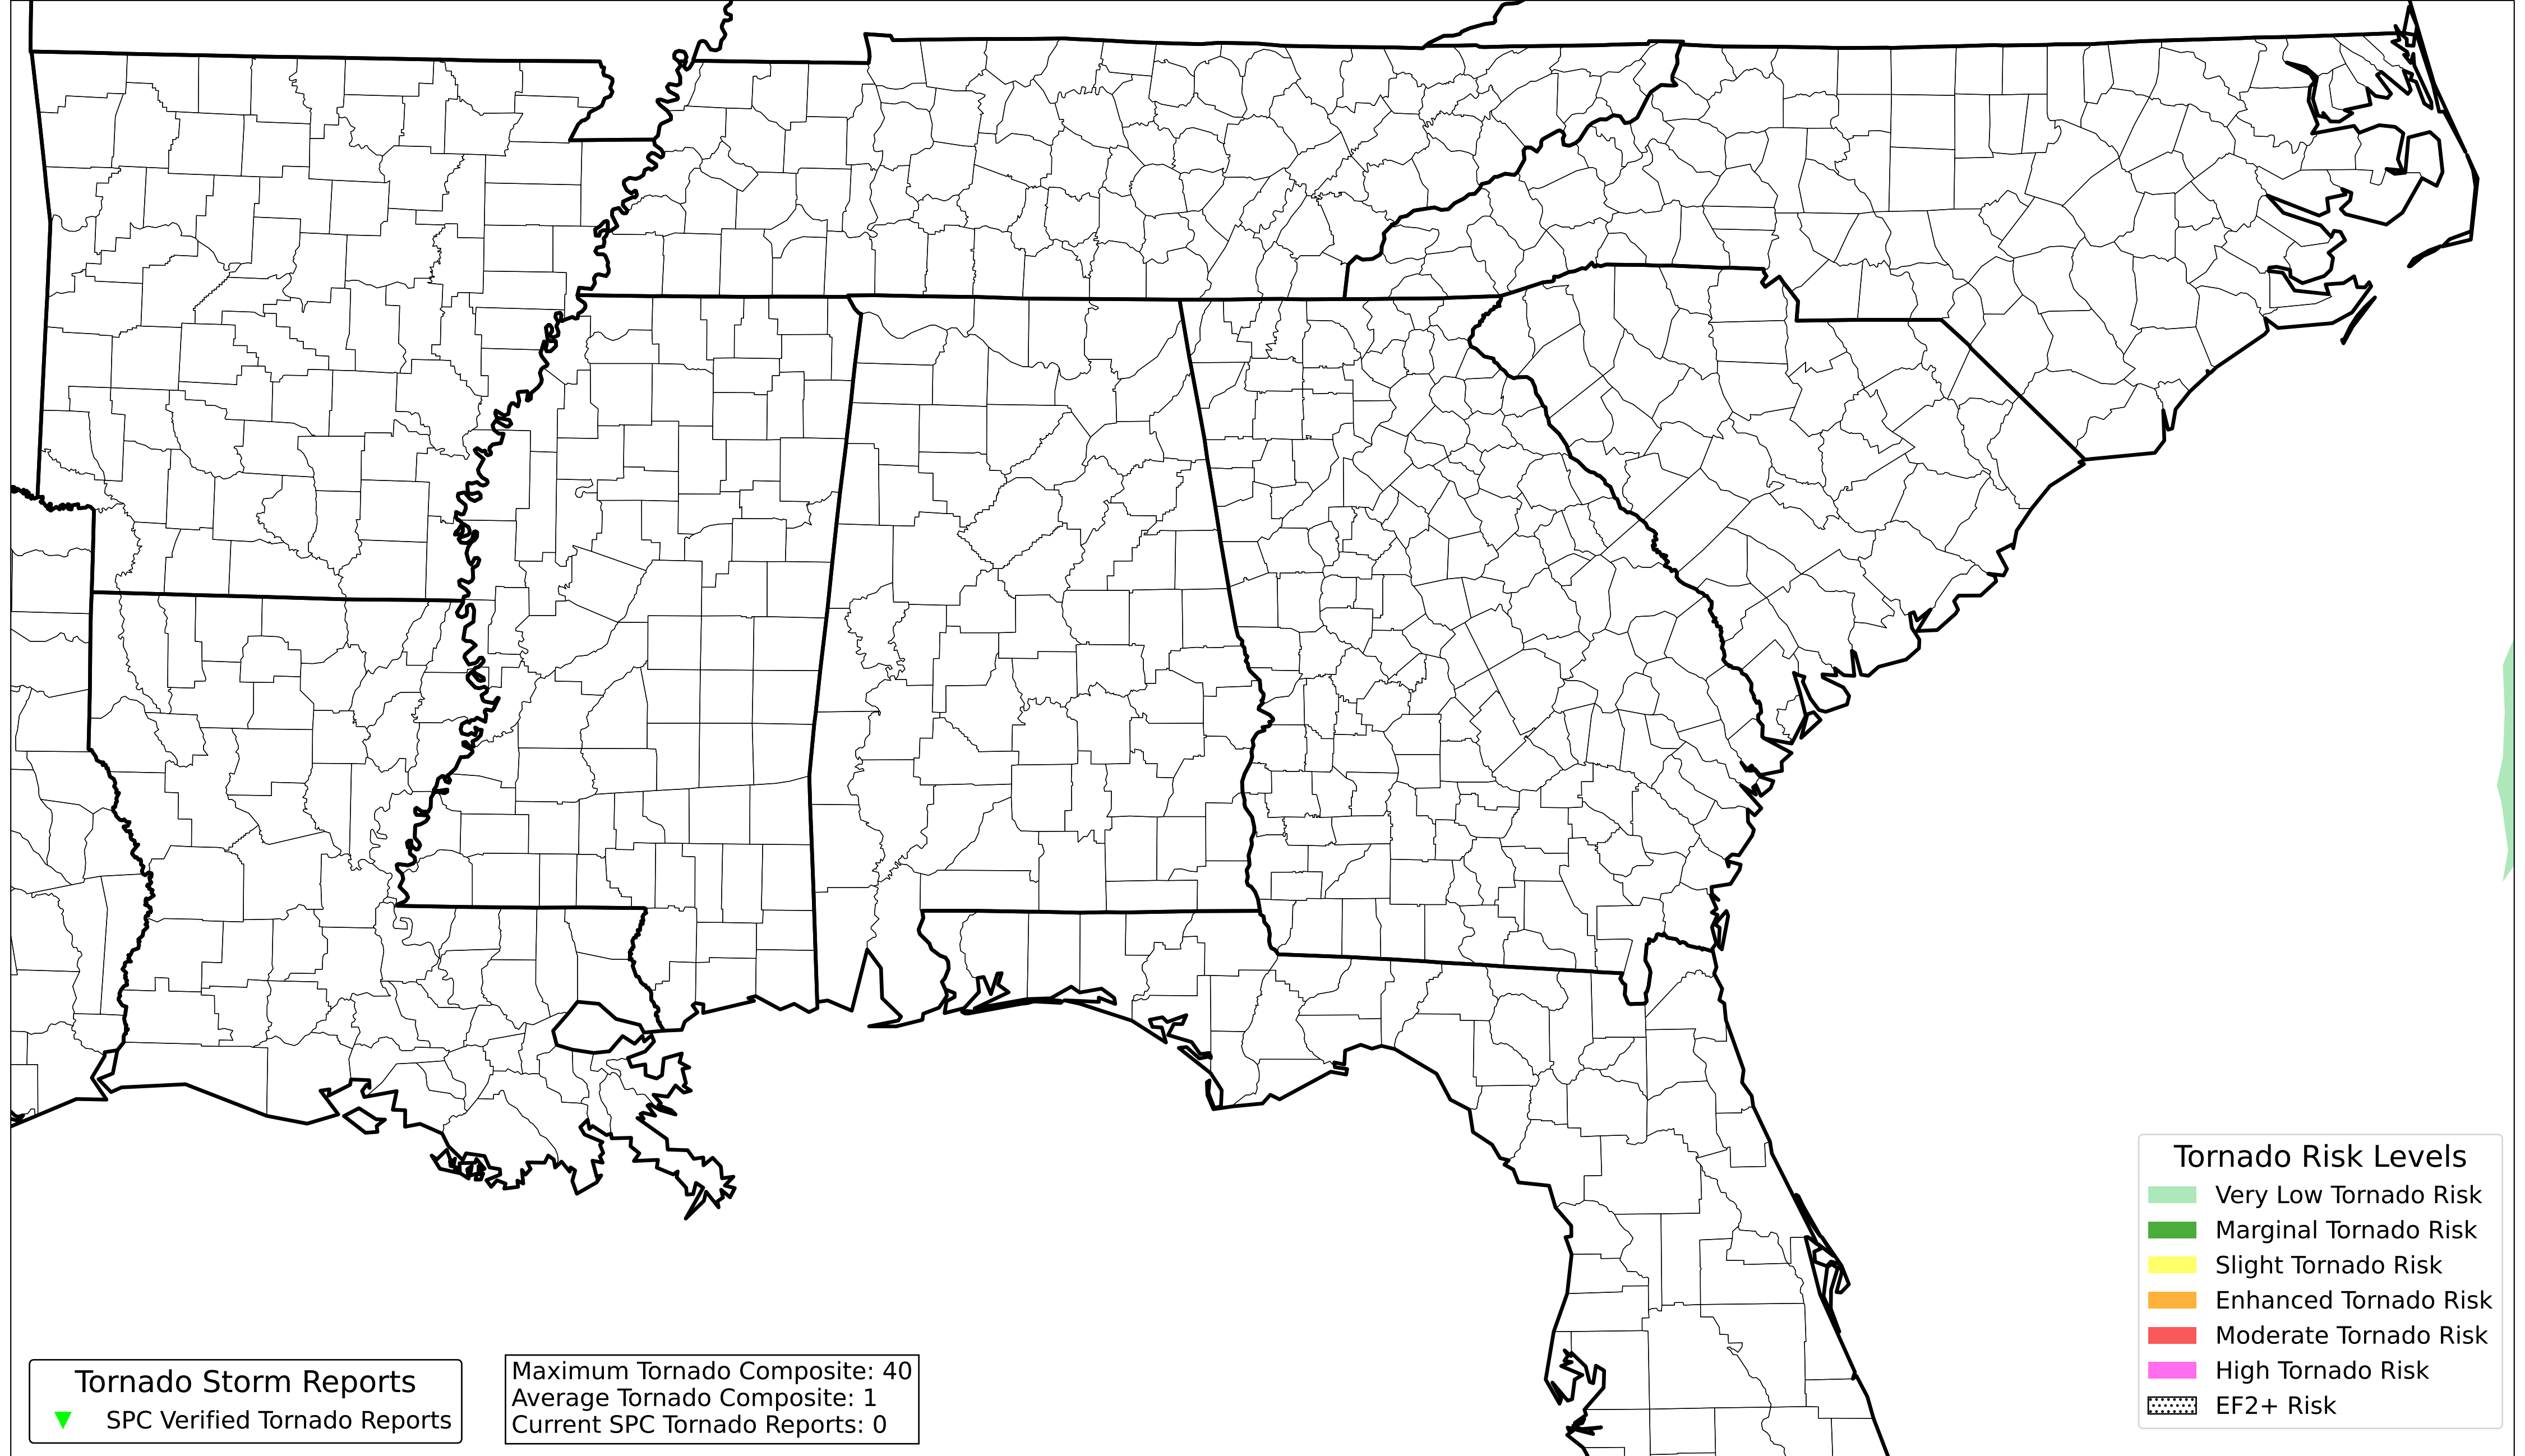 Tornado Risk Levels
Very Low Tornado Risk
Marginal Tornado Risk
Slight Tornado Risk
Enhanced Tornado Risk
Moderate Tornado Risk
High Tornado Risk
EF2+ Risk
Tornado Storm Reports
SPC Verified Tornado Reports
Maximum Tornado Composite: 40
Average Tornado Composite: 1
Current SPC Tornado Reports: 0